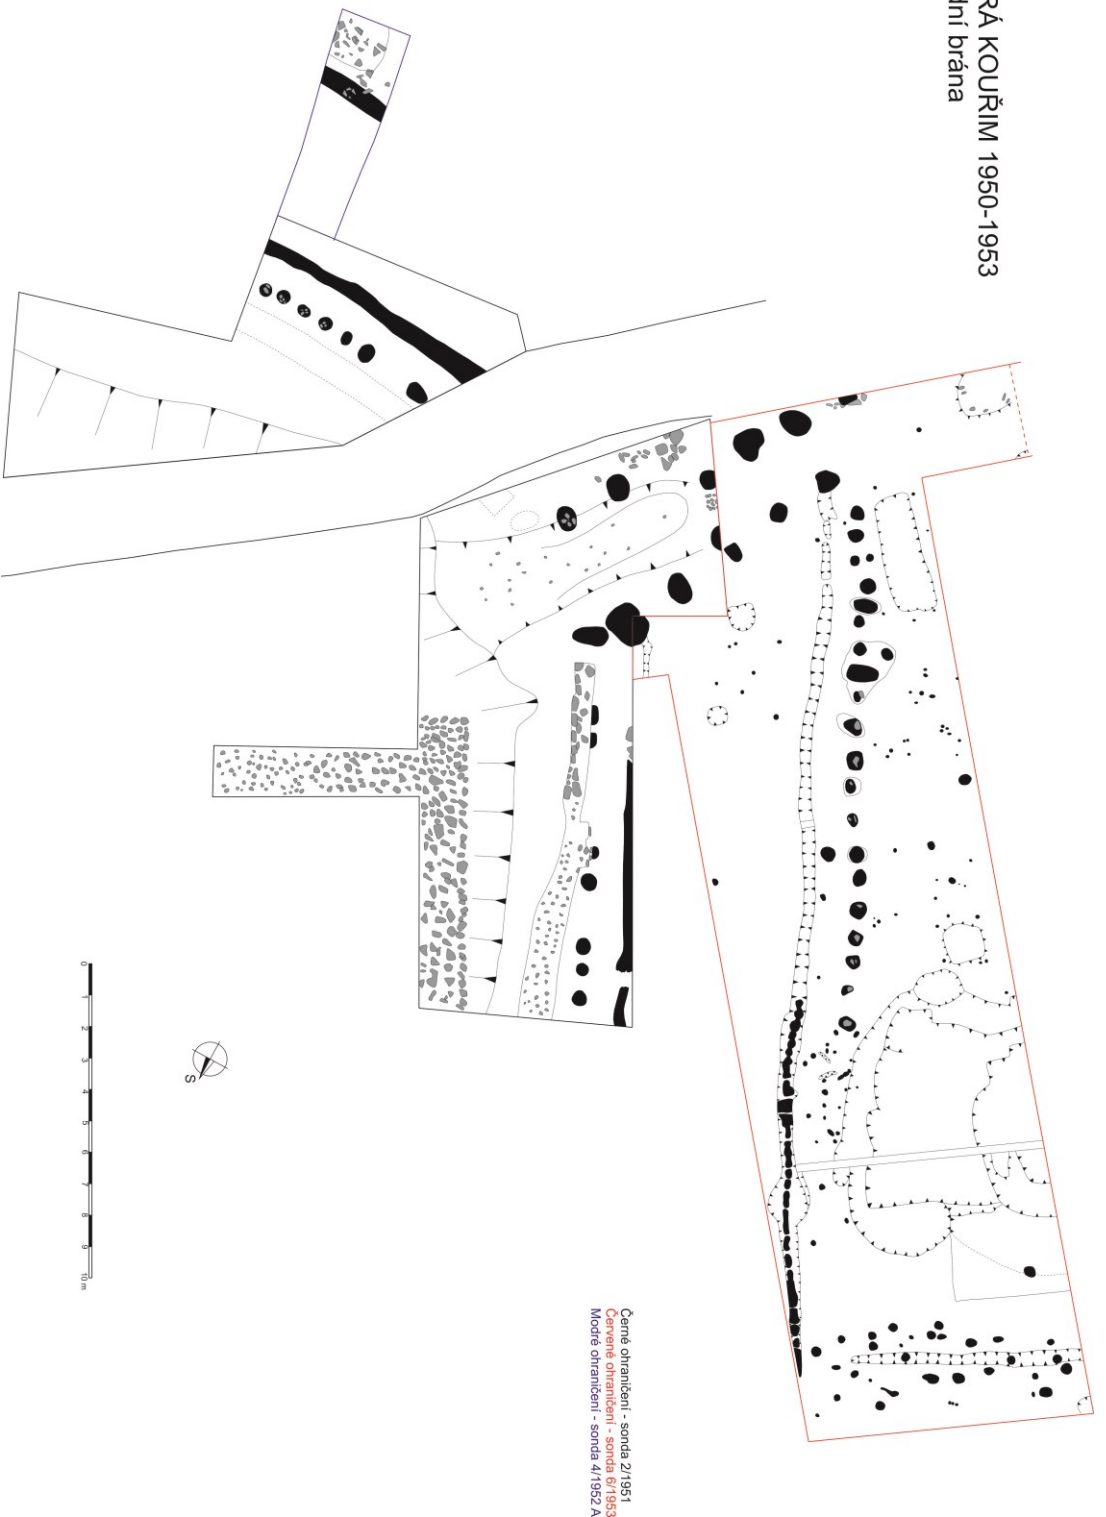 RÁ KOUŘIM 1950-1953
dní brána
S
0 1 2 3 4 5 6 7 8 9 10 m
Černé ohraničení - sonda 2/1951
Červené ohraničení - sonda 6/1953
Modré ohraničení - sonda 4/1952 A